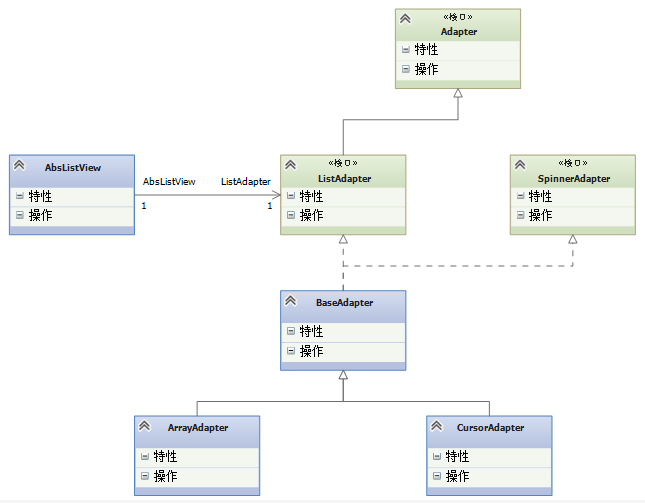 «接口»
Adapter
特性
操作
AbsListView
特性
操作
AbsListView
ListAdapter
1
1
«接口»
ListAdapter
特性
操作
«接口»
SpinnerAdapter
特性
操作
BaseAdapter
特性
操作
ArrayAdapter
特性
操作
CursorAdapter
特性
操作